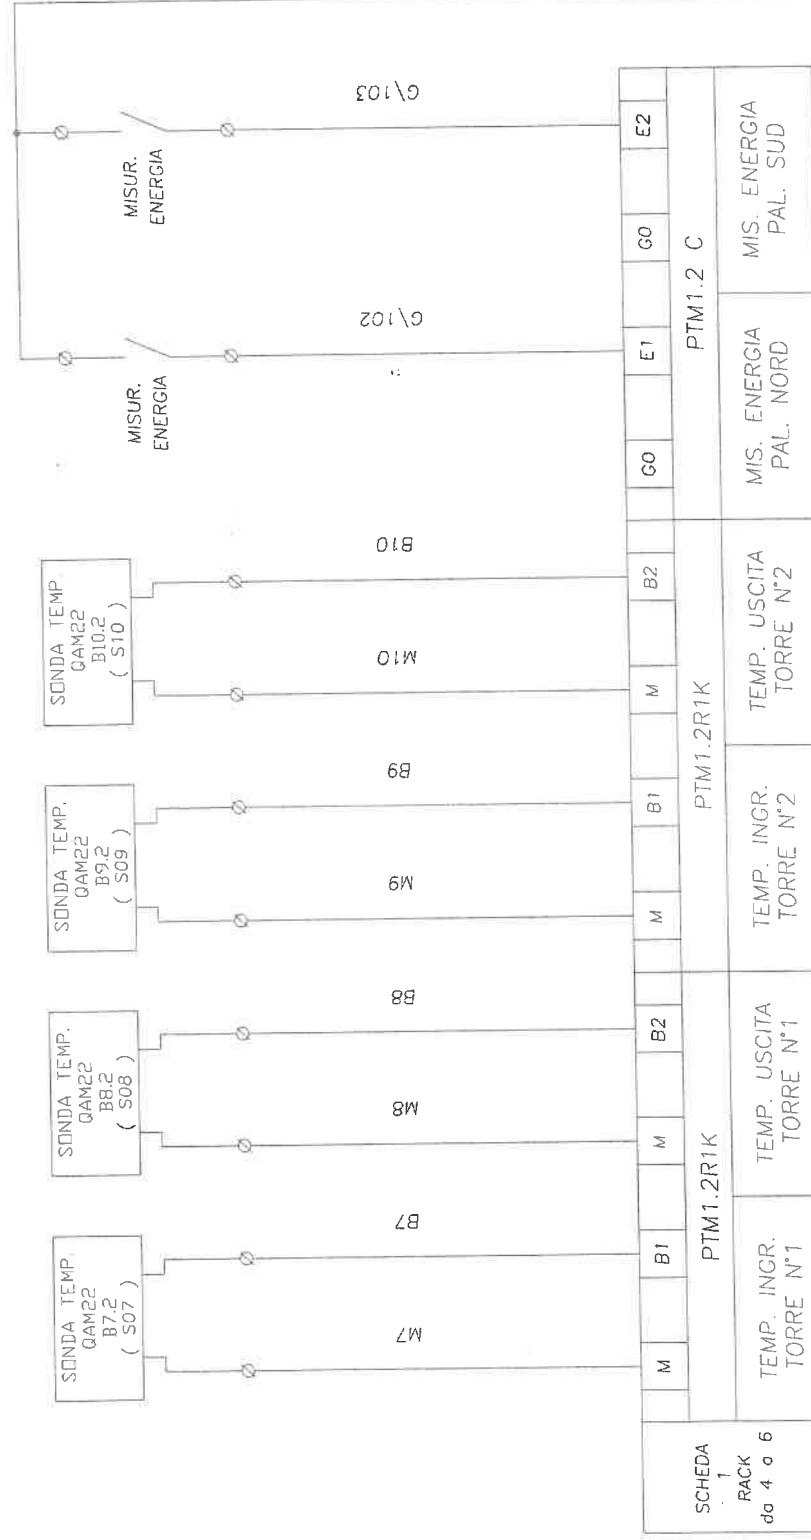 SONDA TEMP.
QAM22
B7.2
( S07 )
SONDA TEMP.
QAM22
B8.2
( S08 )
SONDA TEMP.
QAM22
B9.2
( S09 )
SONDA TEMP.
QAM22
B10.2
( S10 )
MISUR.
ENERGIA
MISUR.
ENERGIA
M7
B7
M8
B8
M9
B9
M10
B10
G\102
G\103
M
B1
M
B2
M
B1
M
B2
G0
E1
G0
E2
SCHEDA
1
RACK
da 4 a 6
PTM1.2R1K
PTM1.2R1K
PTM1.2 C
TEMP. INGR.
TORRE N°1
TEMP. USCITA
TORRE N°1
TEMP. INGR.
TORRE N°2
TEMP. USCITA
TORRE N°2
MIS. ENERGIA
PAL. NORD
MIS. ENERGIA
PAL. SUD